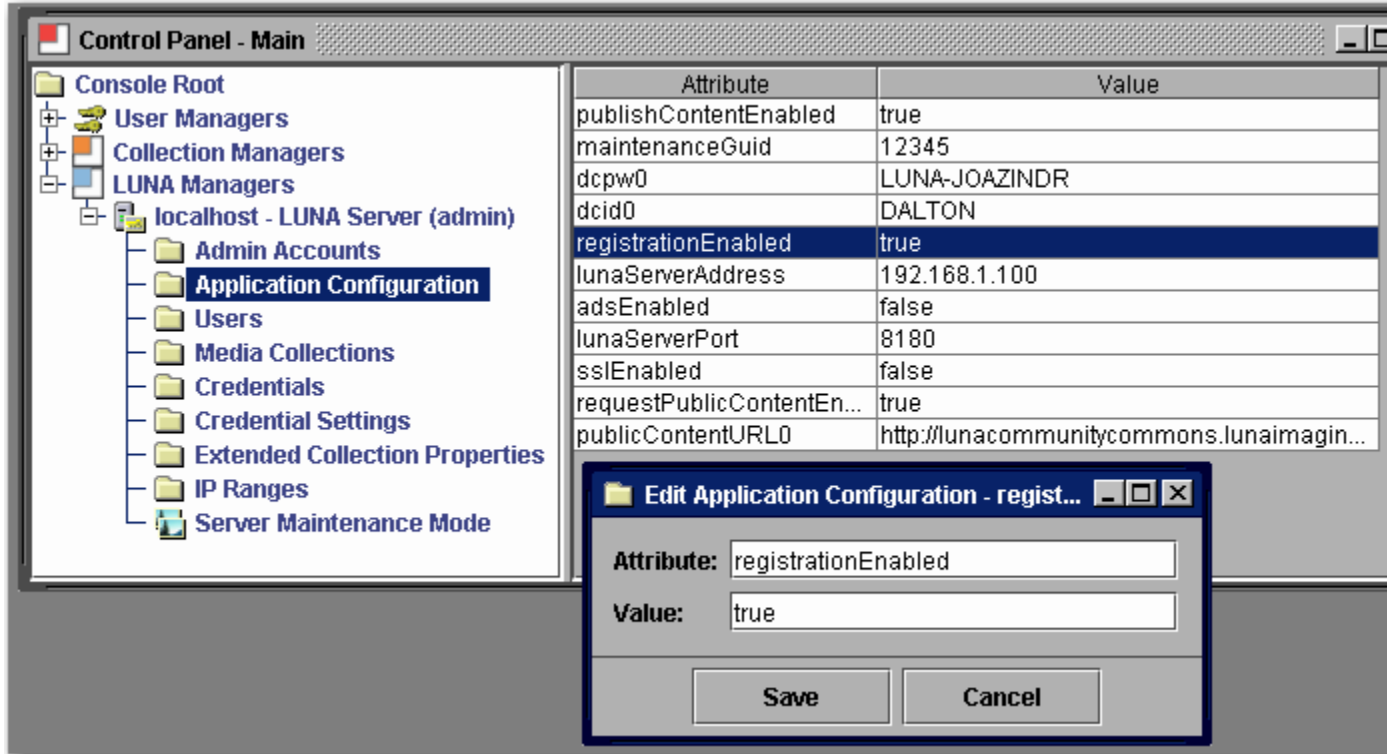 Control Panel - Main
Console Root
User Managers
Collection Managers
LUNA Managers
localhost - LUNA Server (admin)
Admin Accounts
Application Configuration
Users
Media Collections
Credentials
Credential Settings
Extended Collection Properties
IP Ranges
Server Maintenance Mode
Attribute Value
publishContentEnabled true
maintenanceGuid 12345
dcpw0 LUNA-JOAZINDR
dcid0 DALTON
registrationEnabled true
lunaServerAddress 192.168.1.100
adsEnabled false
lunaServerPort 8180
sslEnabled false
requestPublicContentEn... true
publicContentURL0 http://lunacommunitycommons.lunaimagin...
Edit Application Configuration - regist...
Attribute: registrationEnabled
Value: true
Save Cancel